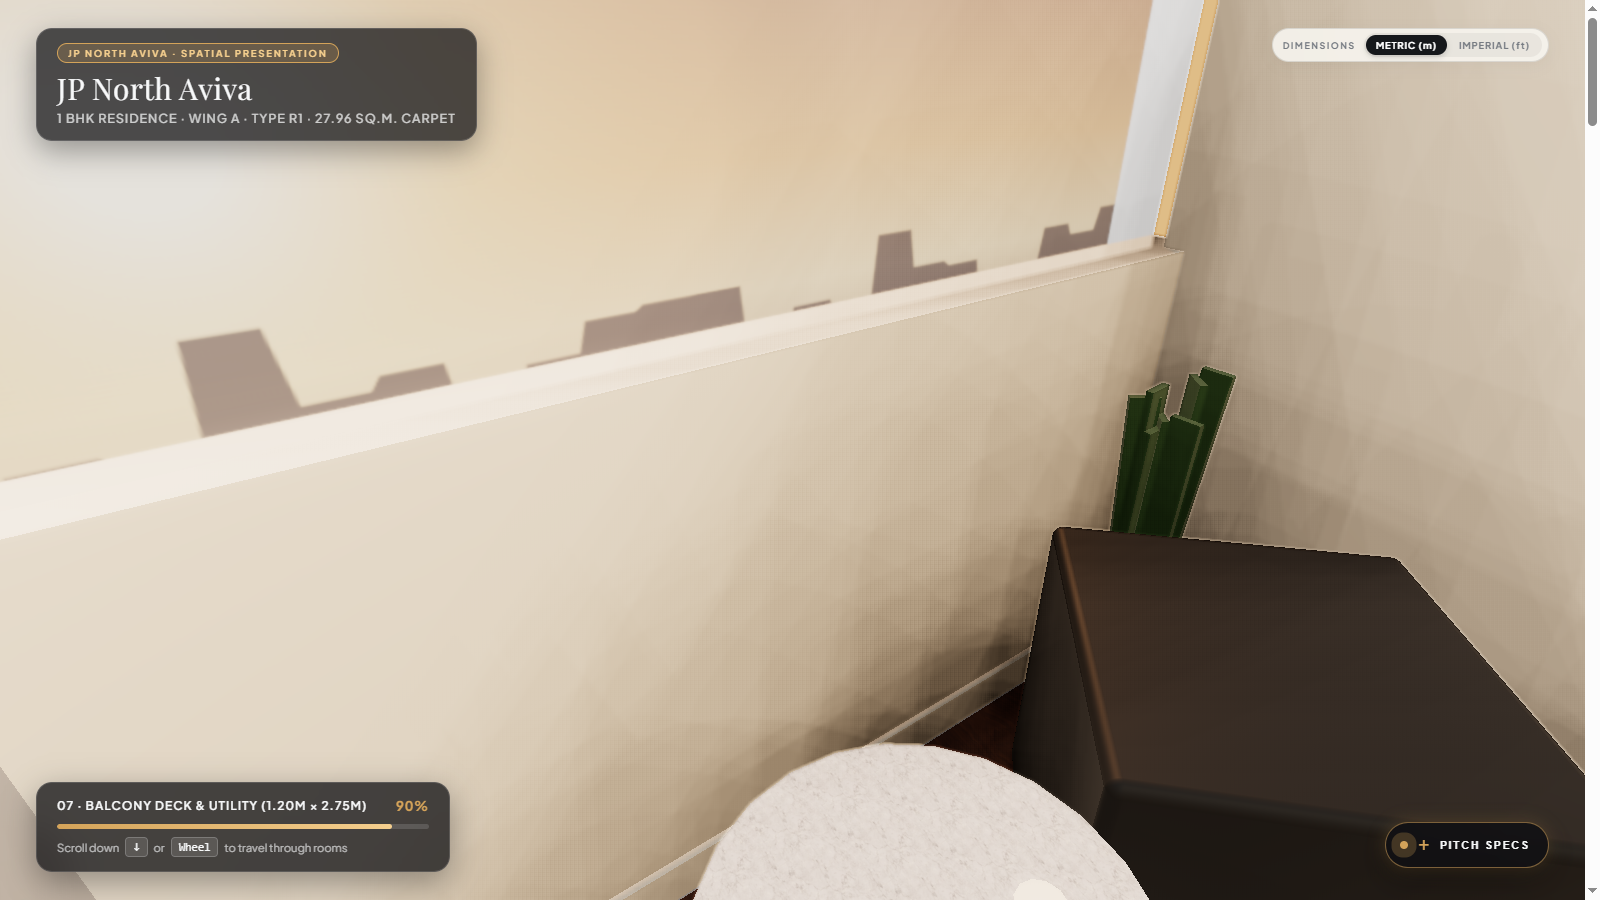 JP NORTH AVIVA · SPATIAL PRESENTATION
JP North Aviva
1 BHK RESIDENCE · WING A · TYPE R1 · 27.96 SQ.M. CARPET
DIMENSIONS METRIC (m) IMPERIAL (ft)
07 · BALCONY DECK & UTILITY (1.20M × 2.75M) 90%
Scroll down ↓ or Wheel to travel through rooms
+ PITCH SPECS